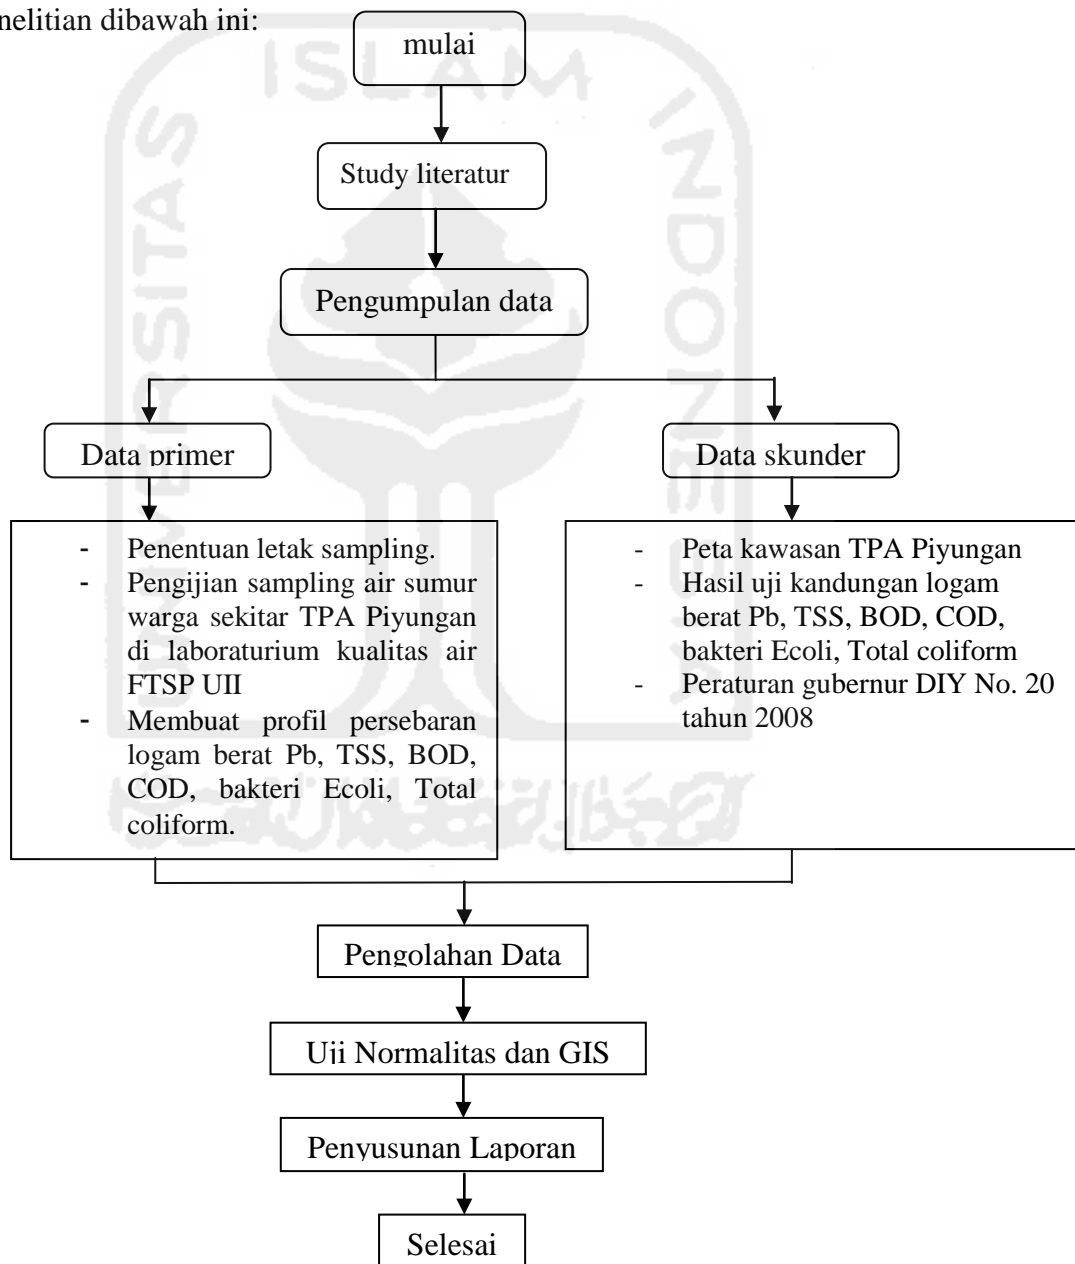 nelitian dibawah ini:
mulai
Study literatur
Pengumpulan data
Data primer
Data skunder
- Penentuan letak sampling.
- Pengijian sampling air sumur
warga sekitar TPA Piyungan
di laboraturium kualitas air
FTSP UII
- Membuat profil persebaran
logam berat Pb, TSS, BOD,
COD, bakteri Ecoli, Total
coliform.
- Peta kawasan TPA Piyungan
- Hasil uji kandungan logam
berat Pb, TSS, BOD, COD,
bakteri Ecoli, Total coliform
- Peraturan gubernur DIY No. 20
tahun 2008
Pengolahan Data
Uji Normalitas dan GIS
Penyusunan Laporan
Selesai
UNIVERSITAS
ISLAM
INDONESIA